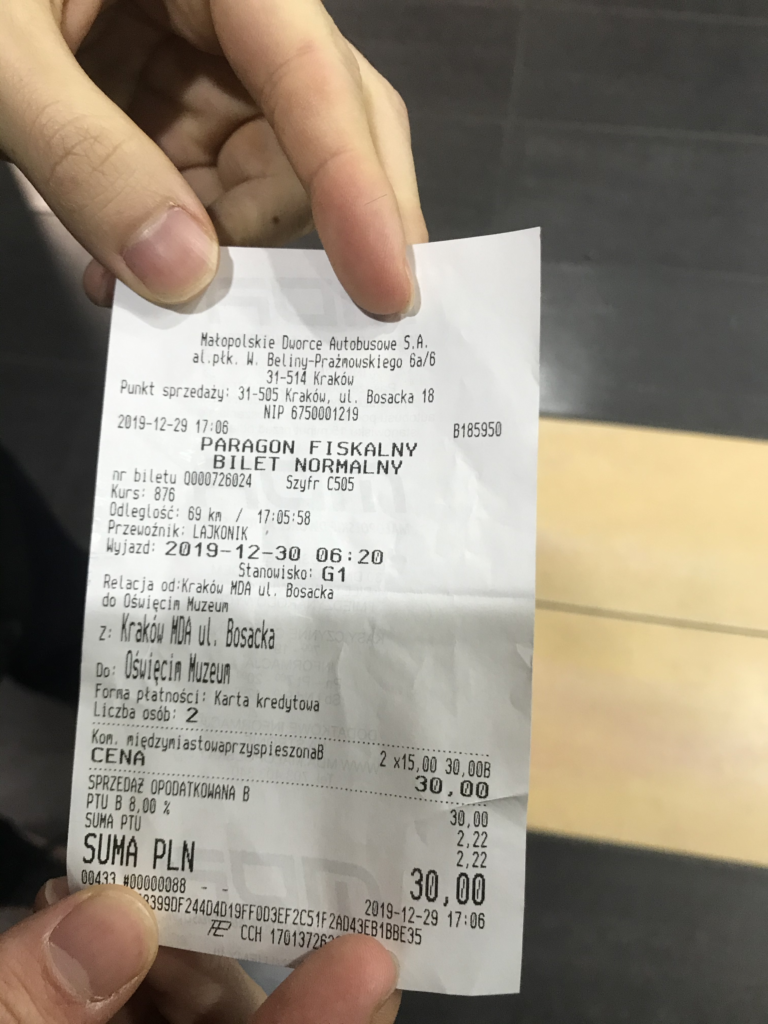 Małopolskie Dworce Autobusowe S.A.
al.płk. W. Beliny-Prażmowskiego 6a/6
31-514 Kraków
Punkt sprzedaży: 31-505 Kraków, ul. Bosacka 18
NIP 6750001219
2019-12-29 17:06 B185950
PARAGON FISKALNY
BILET NORMALNY
nr biletu 0000726024 Szyfr C505
Kurs: 876
Odległość: 69 km / 17:05:58
Przewoźnik: LAJKONIK
Wyjazd: 2019-12-30 06:20
Stanowisko: G1
Relacja od:Kraków MDA ul. Bosacka
do Oświęcim Muzeum
Z: Kraków MDA ul. Bosacka
Do: Oświęcim Muzeum
Forma płatności: Karta kredytowa
Liczba osób: 2
Kom. międzymiastowaprzyspieszonaB
2 x15,00 30,00B
CENA 30,00
SPRZEDAŻ OPODATKOWANA B 30,00
PTU B 8,00 % 2,22
SUMA PTU 2,22
SUMA PLN 30,00
00433 #00000088 - - 2019-12-29 17:06
CCH